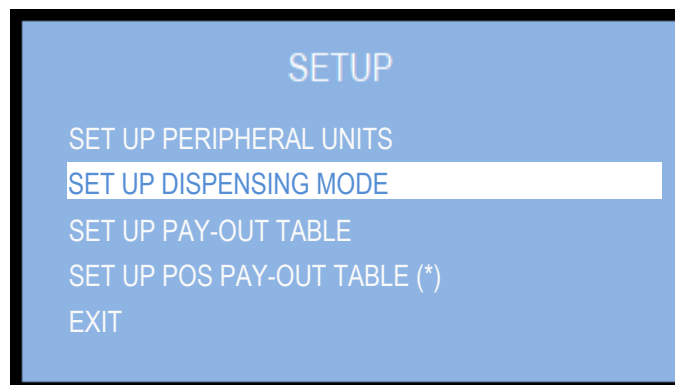 SETUP
SET UP PERIPHERAL UNITS
SET UP DISPENSING MODE
SET UP PAY-OUT TABLE
SET UP POS PAY-OUT TABLE (*)
EXIT